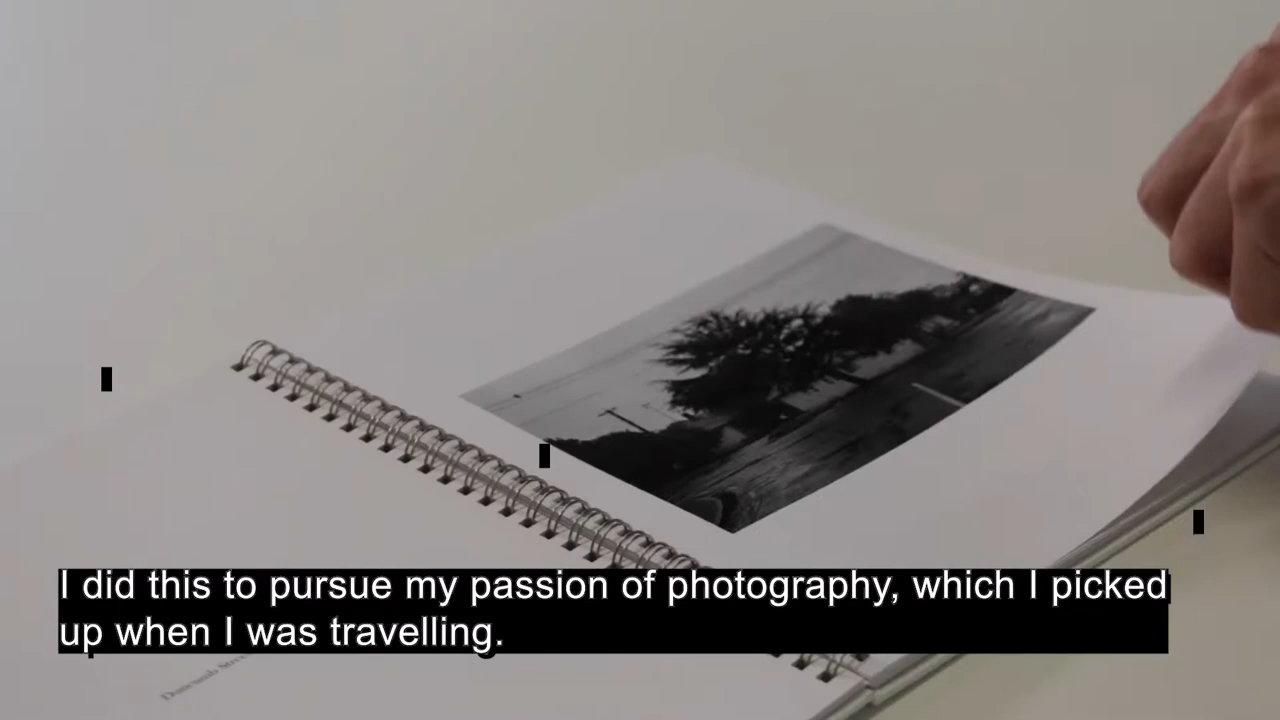 I did this to pursue my passion of photography, which I picked
up when I was travelling.